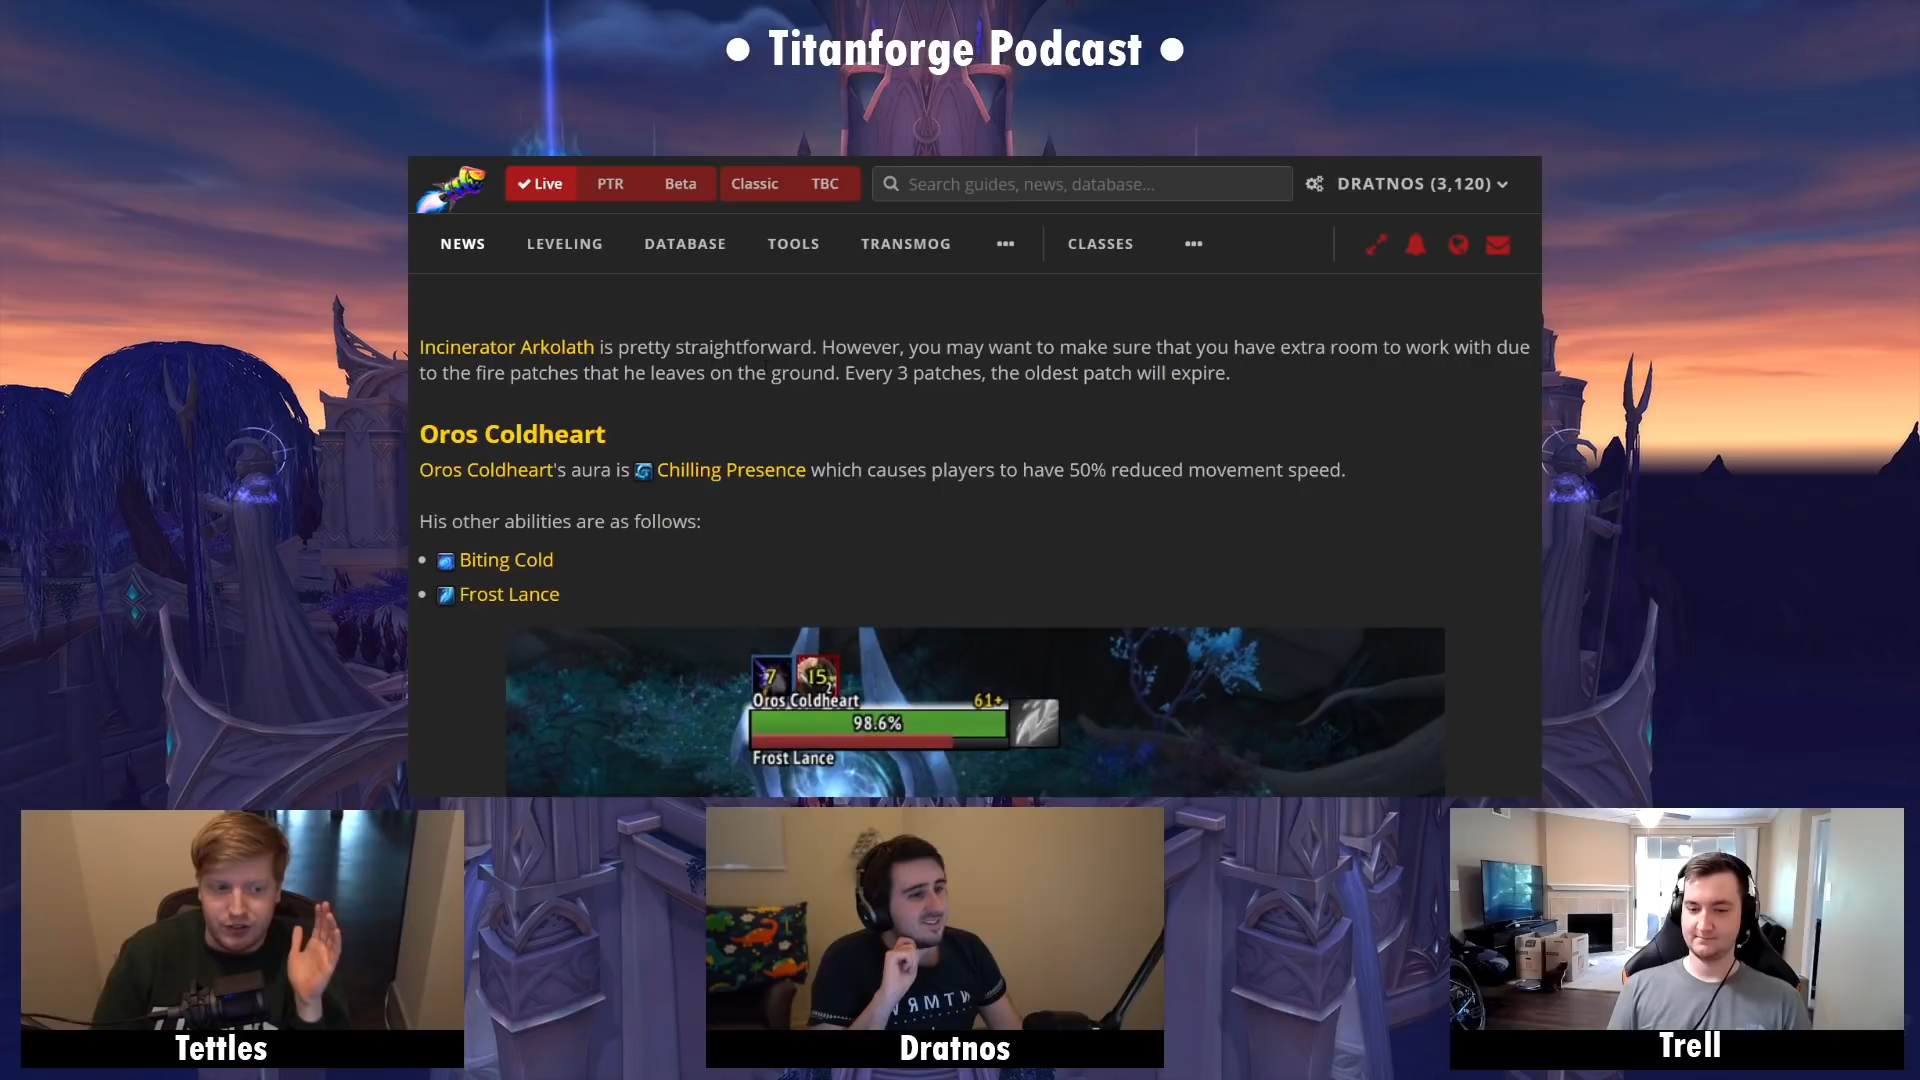 • Titanforge Podcast •
Live PTR Beta Classic TBC Search guides, news, database... DRATNOS (3,120)
NEWS LEVELING DATABASE TOOLS TRANSMOG ••• CLASSES •••
Incinerator Arkolath is pretty straightforward. However, you may want to make sure that you have extra room to work with due
to the fire patches that he leaves on the ground. Every 3 patches, the oldest patch will expire.
Oros Coldheart
Oros Coldheart's aura is Chilling Presence which causes players to have 50% reduced movement speed.
His other abilities are as follows:
• Biting Cold
• Frost Lance
7 15 2
Oros Coldheart 61+
98.6%
Frost Lance
Tettles
Dratnos
Trell